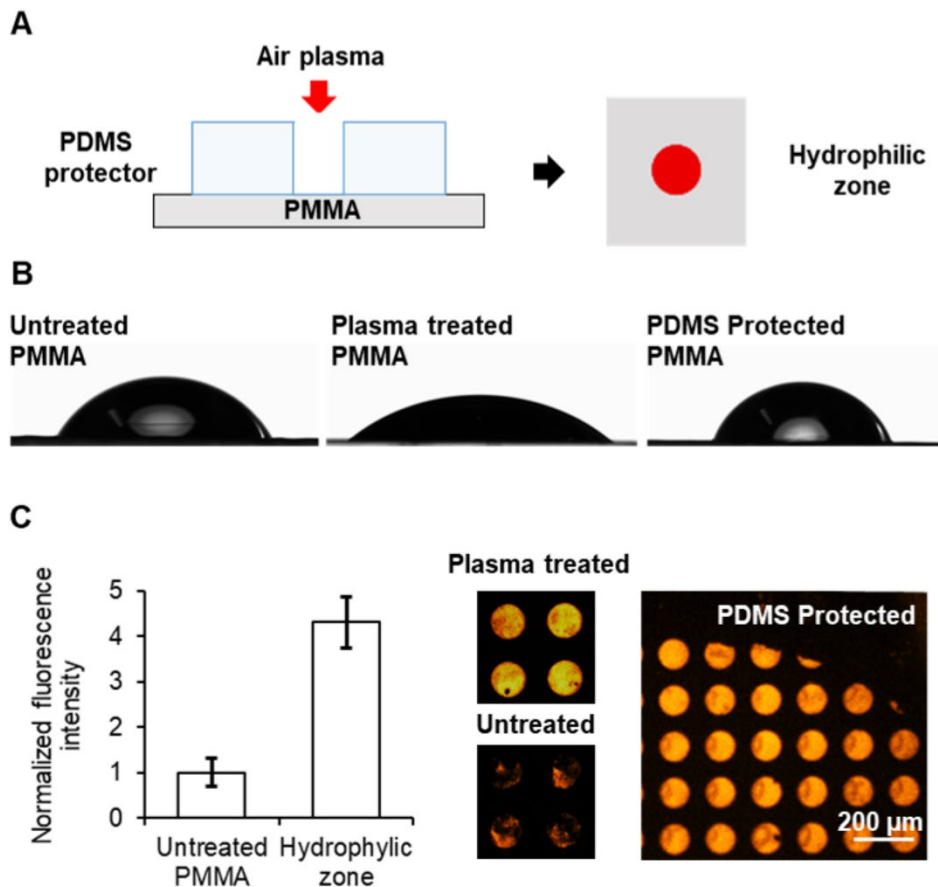 A
Air plasma
PDMS
protector
PMMA
Hydrophilic
zone
B
Untreated
PMMA
Plasma treated
PMMA
PDMS Protected
PMMA
C
Normalized fluorescence
intensity
5
4
3
2
1
0
Untreated
PMMA
Hydrophylic
zone
Plasma treated
Untreated
PDMS Protected
200 µm